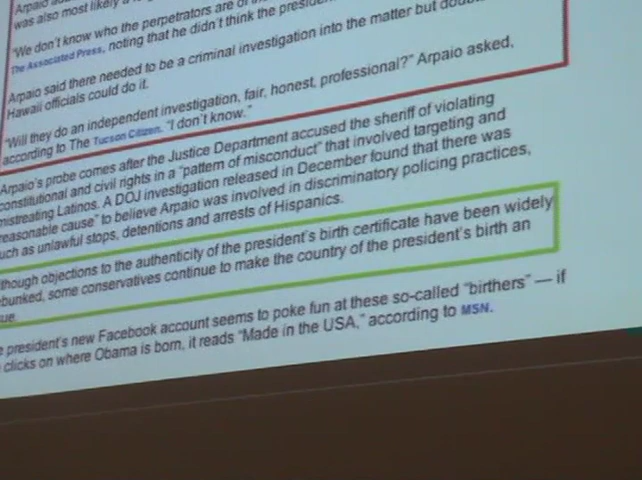 Arpaio
was also most likely a
"We don't know who the perpetrators are of
The Associated Press, noting that he didn't think the
Arpaio said there needed to be a criminal investigation into the matter but
Hawaii officials could do it.
"Will they do an independent investigation, fair, honest, professional?" Arpaio asked,
according to The Tucson Citizen. "I don't know."
Arpaio's probe comes after the Justice Department accused the sheriff of violating
constitutional and civil rights in a "pattern of misconduct" that involved targeting and
mistreating Latinos. A DOJ investigation released in December found that there was
reasonable cause" to believe Arpaio was involved in discriminatory policing practices,
uch as unlawful stops, detentions and arrests of Hispanics.
though objections to the authenticity of the president's birth certificate have been widely
bunked, some conservatives continue to make the country of the president's birth an
ue.
e president's new Facebook account seems to poke fun at these so-called "birthers" — if
clicks on where Obama is born, it reads "Made in the USA," according to MSN.